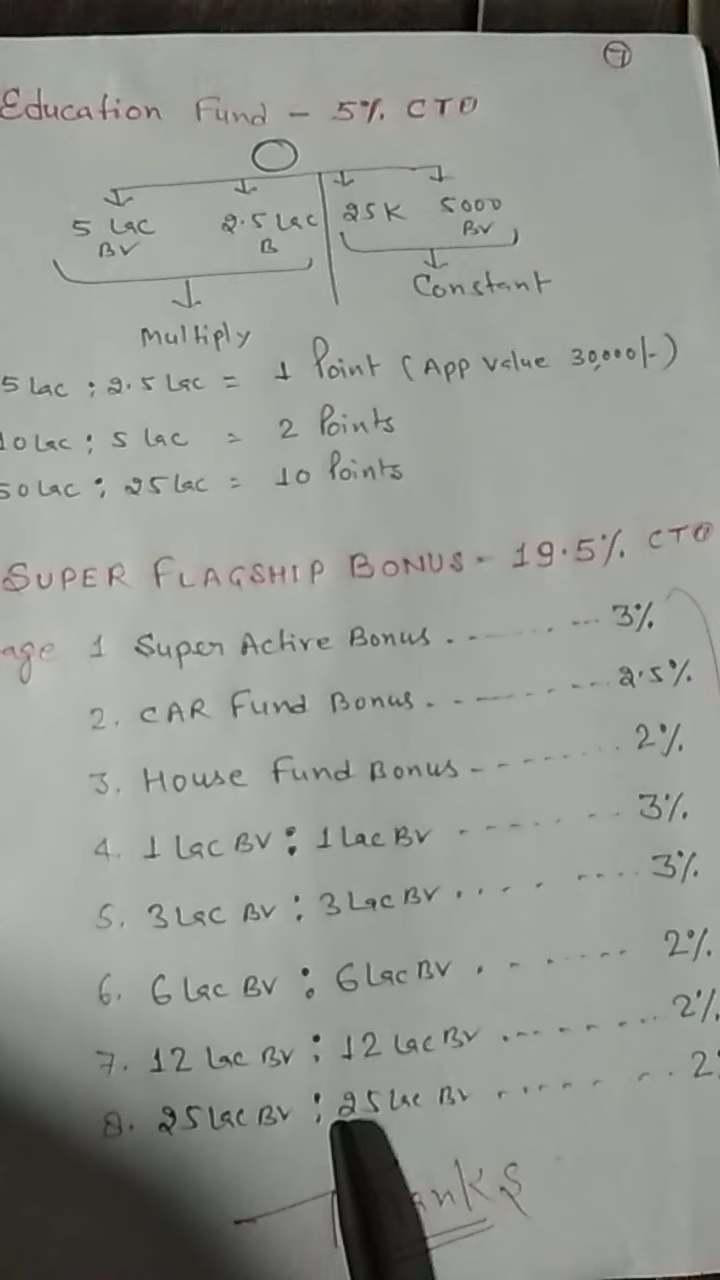 7
Education Fund - 5% CTO
5 Lac 2.5 Lac 25K 5000
BV B BV
Multiply Constant
5 Lac : 2.5 Lac = 1 Point (App Value 30,000/-)
10 Lac : 5 Lac = 2 Points
50 Lac : 25 Lac = 10 Points
SUPER FLAGSHIP BONUS - 19.5% CTO
age 1 Super Active Bonus . - - - - - - - - 3%
2. CAR Fund Bonus . - - - - - - - - 2.5%
3. House Fund Bonus - - - - - - - - 2%
4. 1 Lac BV : 1 Lac BV - - - - - - - - 3%
5. 3 Lac BV : 3 Lac BV . . . . - - - - 3%
6. 6 Lac BV : 6 Lac BV . - - - - - - - 2%
7. 12 Lac BV : 12 Lac BV . - - - - - - - 2%
8. 25 Lac BV : 25 Lac BV - - - - - - - - 2